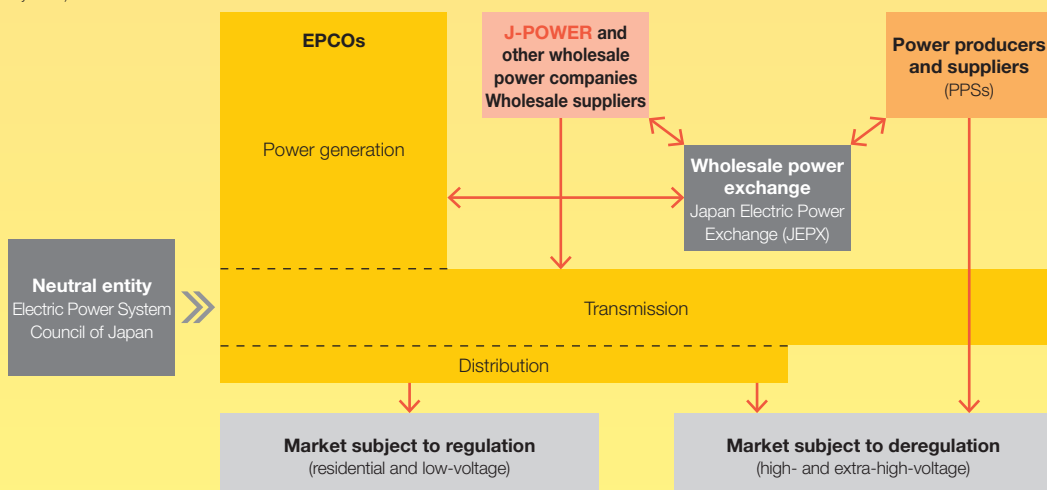 EPCOs
Power generation
J-POWER and
other wholesale
power companies
Wholesale suppliers
Power producers
and suppliers
(PPSs)
Wholesale power
exchange
Japan Electric Power
Exchange (JEPX)
Neutral entity
Electric Power System
Council of Japan
Transmission
Distribution
Market subject to regulation
(residential and low-voltage)
Market subject to deregulation
(high- and extra-high-voltage)